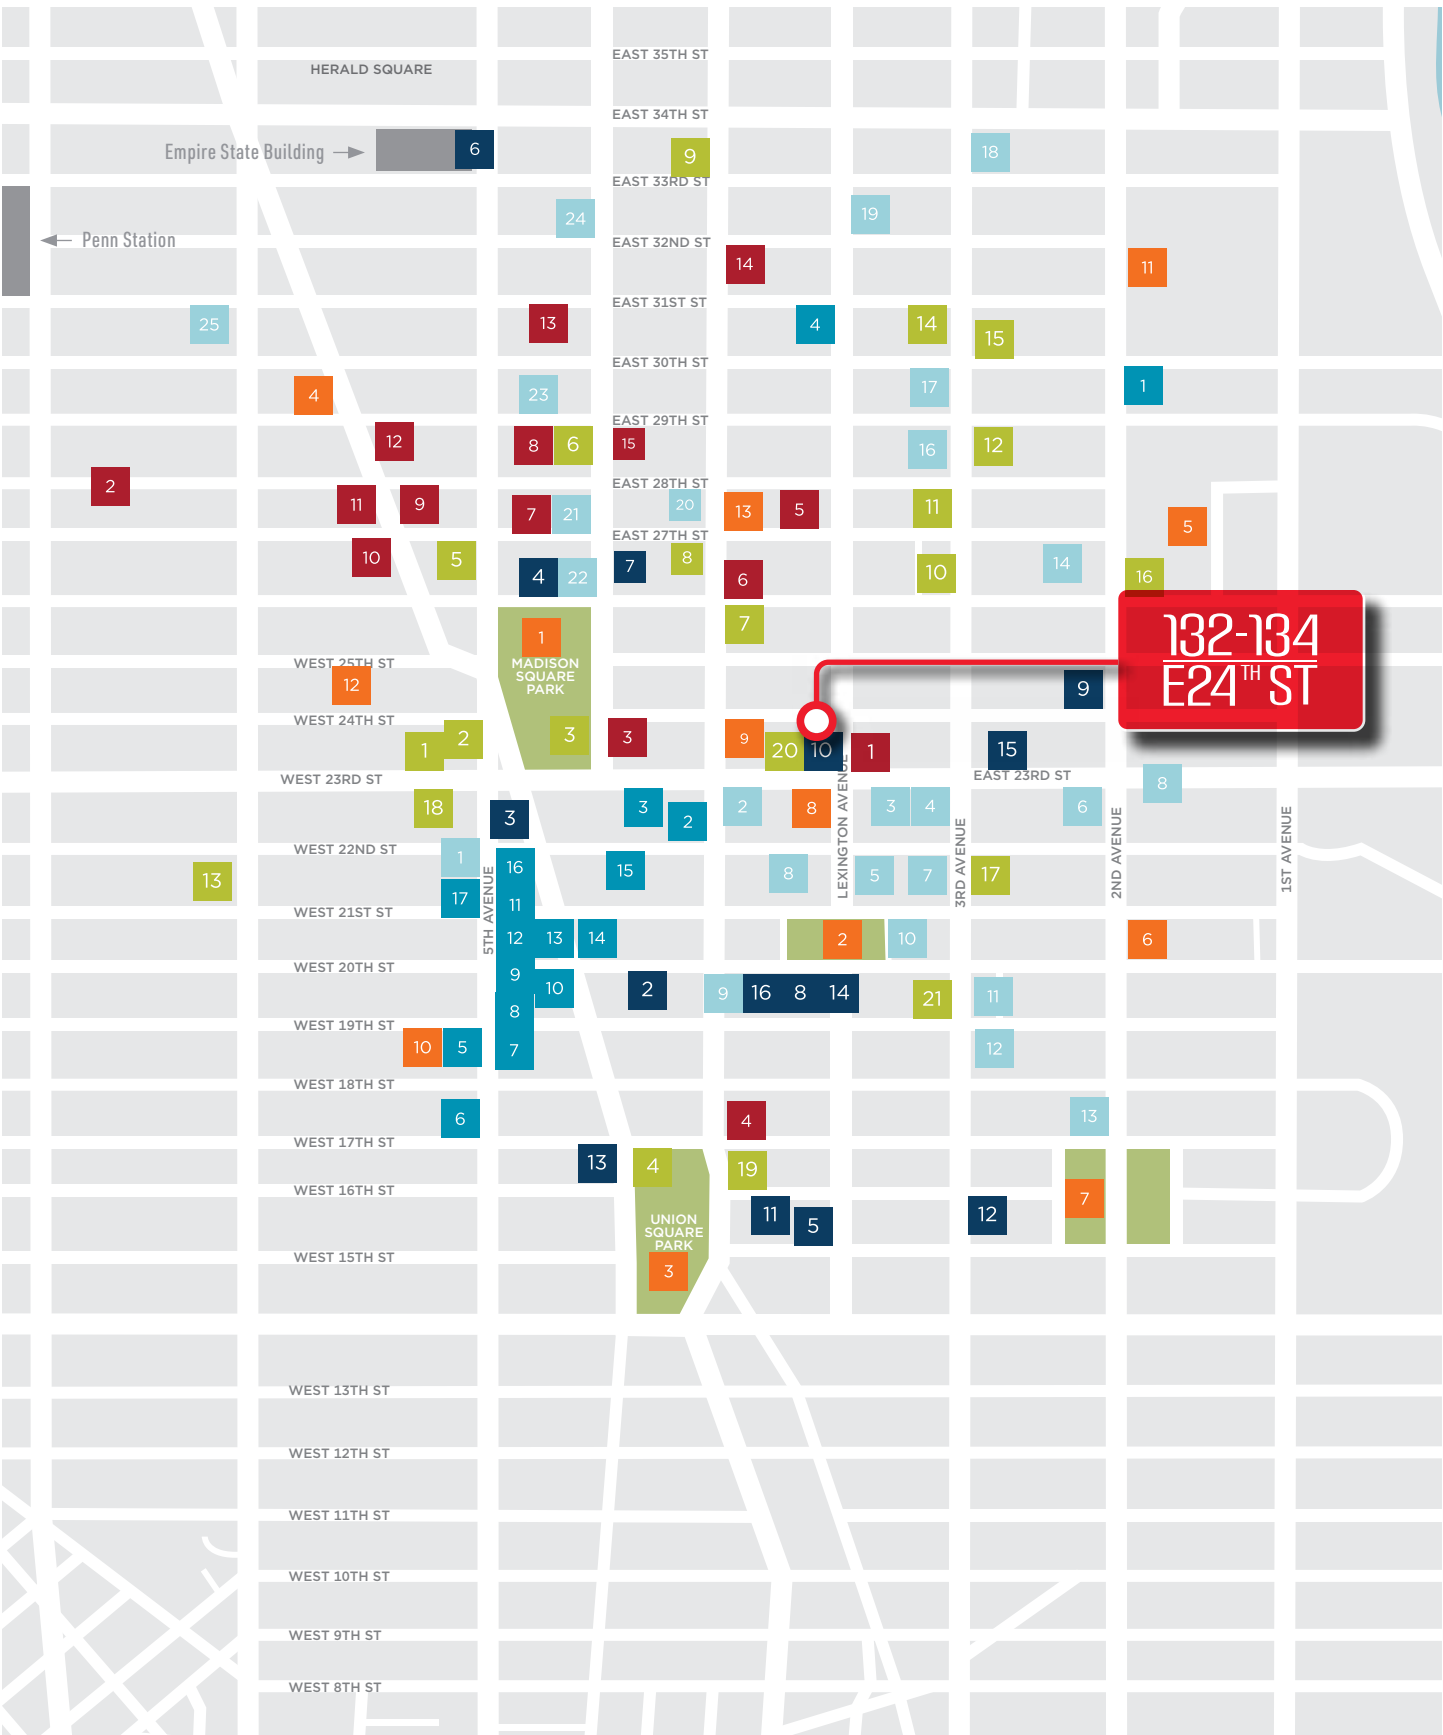 EAST 35TH ST
HERALD SQUARE
EAST 34TH ST
Empire State Building
6
9
18
EAST 33RD ST
24
19
Penn Station
EAST 32ND ST
14
11
EAST 31ST ST
25
13
4
14
15
EAST 30TH ST
4
23
17
1
EAST 29TH ST
12
8
6
15
16
12
2
EAST 28TH ST
11
9
7
21
20
13
5
11
5
EAST 27TH ST
10
5
4
22
7
8
6
10
14
16
7
1
132-134
E24TH ST
WEST 25TH ST
MADISON
SQUARE
PARK
12
9
WEST 24TH ST
1
2
3
3
9
20
10
1
15
WEST 23RD ST
EAST 23RD ST
8
18
3
3
2
2
8
3
4
6
LEXINGTON AVENUE
3RD AVENUE
2ND AVENUE
1ST AVENUE
WEST 22ND ST
1
16
15
8
5
7
17
13
17
11
5TH AVENUE
WEST 21ST ST
12
13
14
2
10
6
WEST 20TH ST
9
10
2
9
16
8
14
21
11
8
WEST 19TH ST
10
5
7
12
WEST 18TH ST
6
4
13
WEST 17TH ST
13
4
19
WEST 16TH ST
7
11
5
12
UNION
SQUARE
PARK
WEST 15TH ST
3
WEST 13TH ST
WEST 12TH ST
WEST 11TH ST
WEST 10TH ST
WEST 9TH ST
WEST 8TH ST